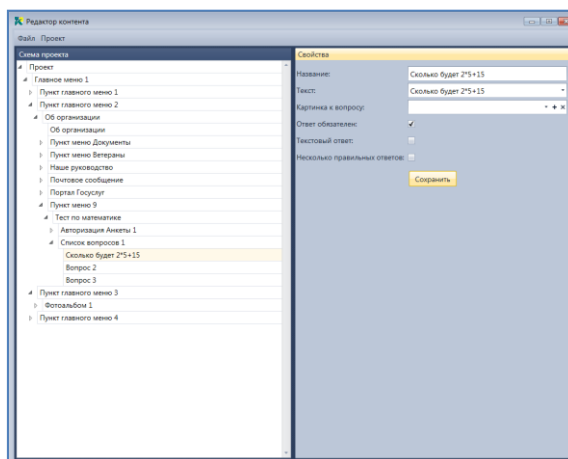 Редактор контента
Файл Проект
Схема проекта
Проект
Главное меню 1
Пункт главного меню 1
Пункт главного меню 2
Об организации
Об организации
Пункт меню Документы
Пункт меню Ветераны
Наше руководство
Почтовое сообщение
Портал Госуслуг
Пункт меню 9
Тест по математике
Авторизация Анкеты 1
Список вопросов 1
Сколько будет 2*5+15
Вопрос 2
Вопрос 3
Пункт главного меню 3
Фотоальбом 1
Пункт главного меню 4
Свойства
Название: Сколько будет 2*5+15
Текст: Сколько будет 2*5+15
Картинка к вопросу:
Ответ обязателен:
Текстовый ответ:
Несколько правильных ответов:
Сохранить